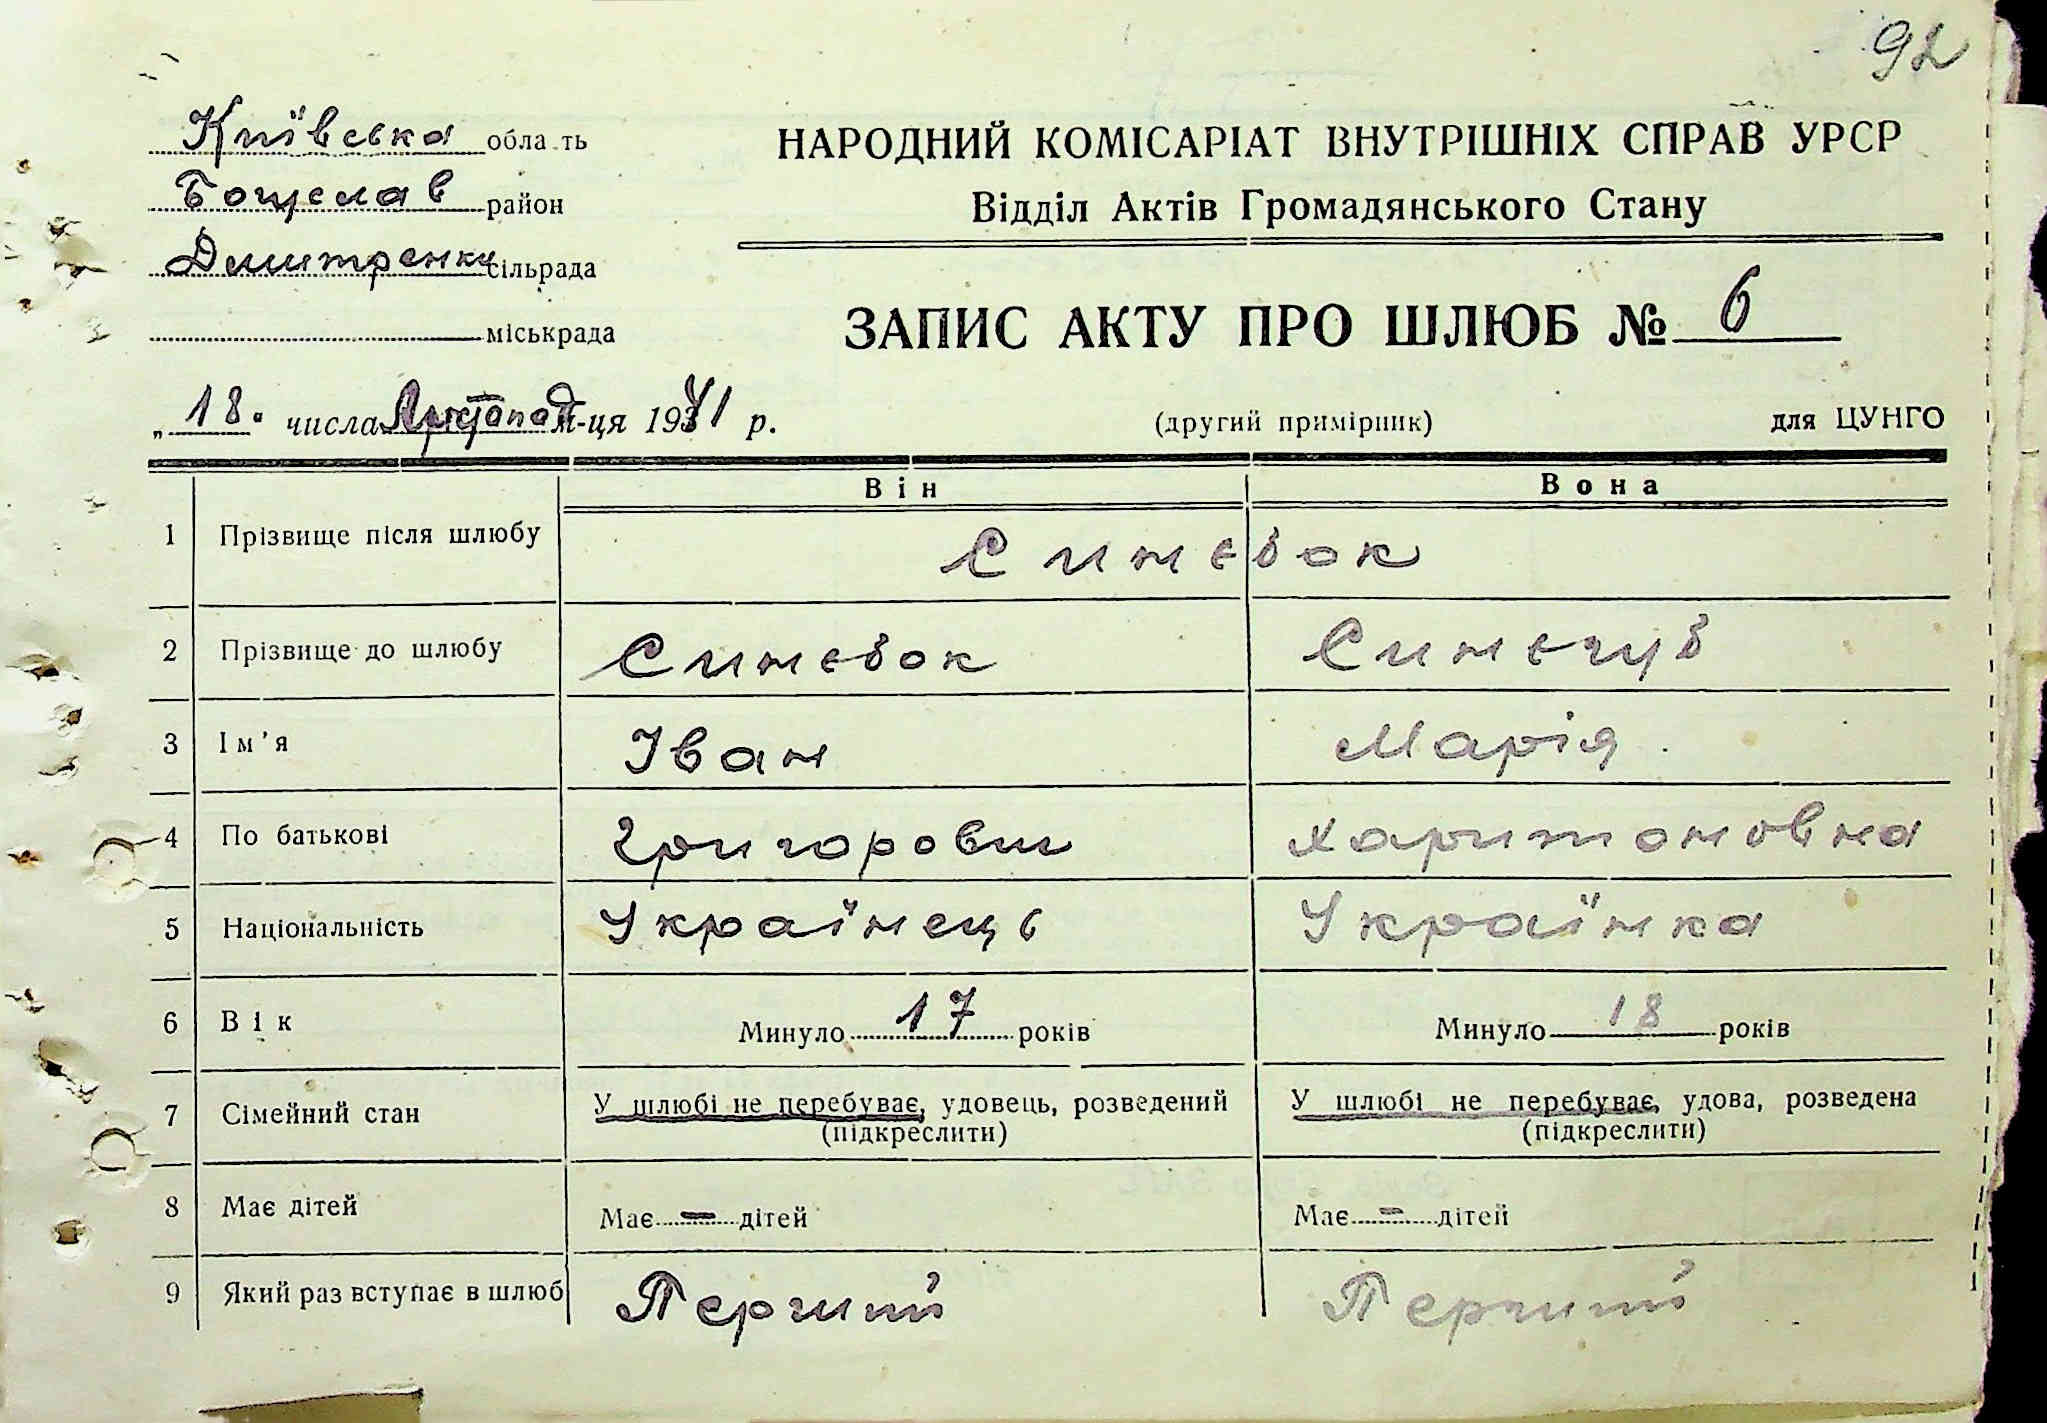 92
Київська область
Богуслав район
Дмитренки сільрада
міськрада
НАРОДНИЙ КОМІСАРІАТ ВНУТРІШНІХ СПРАВ УРСР
Відділ Актів Громадянського Стану
ЗАПИС АКТУ ПРО ШЛЮБ № 6
„18" числа Листопад м-ця 1941 р.
(другий примірник) для ЦУНГО
Він Вона
1 Прізвище після шлюбу Синєвок
2 Прізвище до шлюбу Синєвок Синєгуб
3 Ім'я Іван Марія
4 По батькові Григорович Харитоновна
5 Національність Українець Українка
6 Вік Минуло 17 років Минуло 18 років
7 Сімейний стан У шлюбі не перебуває, удовець, розведений У шлюбі не перебуває, удова, розведена
(підкреслити) (підкреслити)
8 Має дітей Має — дітей Має — дітей
9 Який раз вступає в шлюб Перший Перший